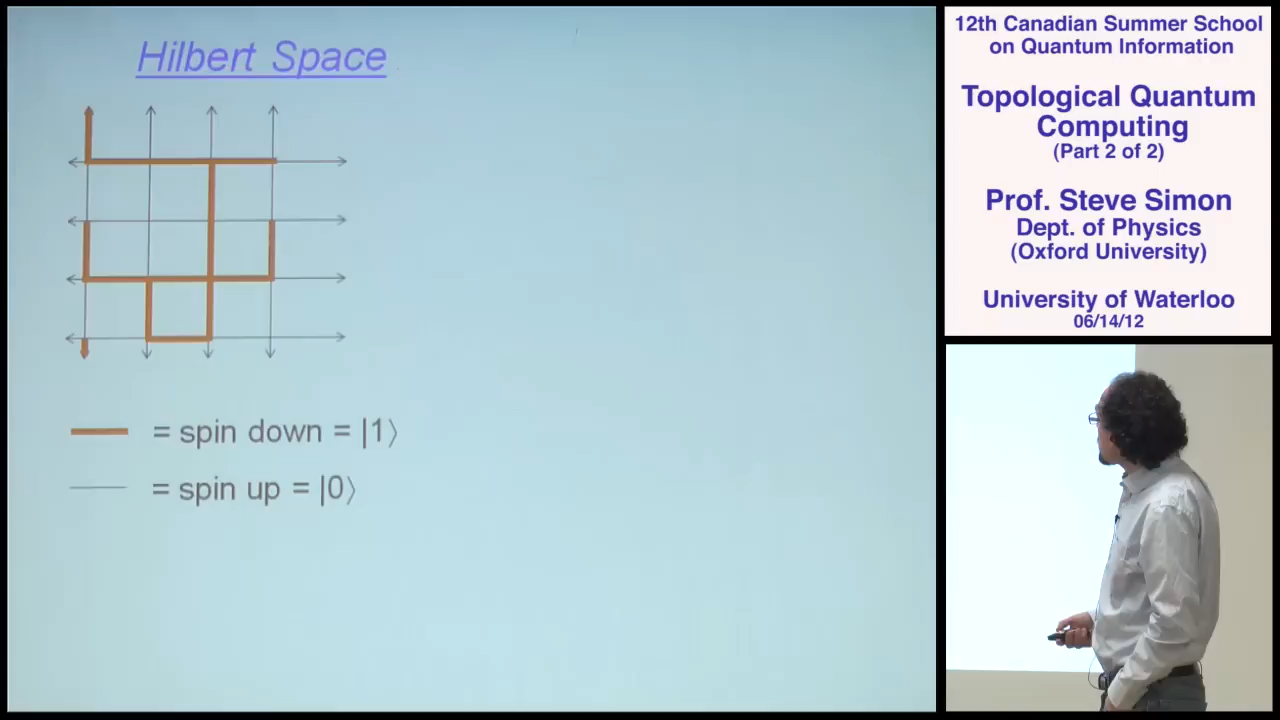 Hilbert Space
= spin down = |1⟩
= spin up = |0⟩
12th Canadian Summer School
on Quantum Information
Topological Quantum
Computing
(Part 2 of 2)
Prof. Steve Simon
Dept. of Physics
(Oxford University)
University of Waterloo
06/14/12